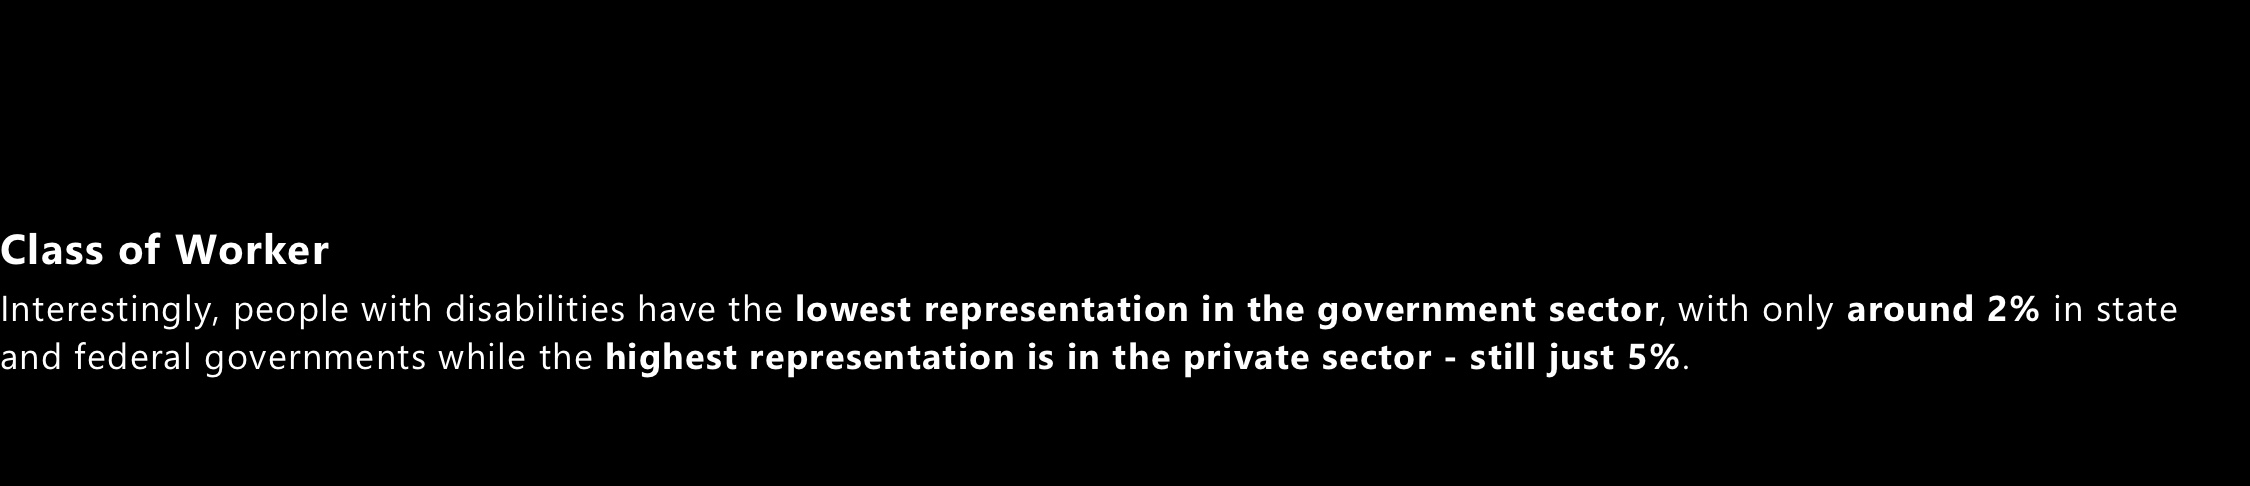 Class of Worker
Interestingly, people with disabilities have the lowest representation in the government sector, with only around 2% in state
and federal governments while the highest representation is in the private sector - still just 5%.